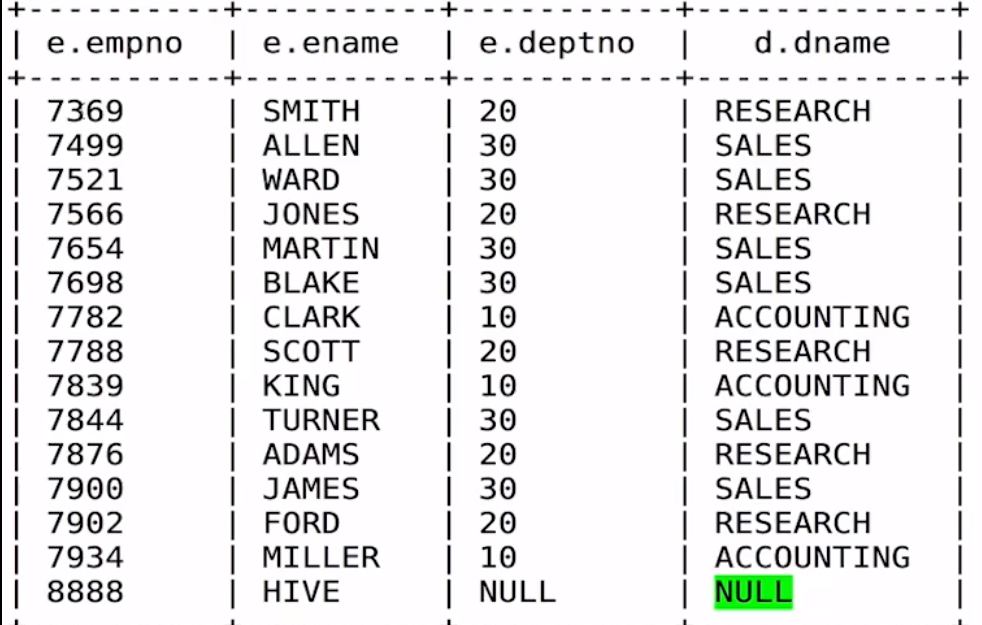 +-----------+-----------+------------+--------------+
| e.empno | e.ename | e.deptno | d.dname |
+-----------+-----------+------------+--------------+
| 7369 | SMITH | 20 | RESEARCH |
| 7499 | ALLEN | 30 | SALES |
| 7521 | WARD | 30 | SALES |
| 7566 | JONES | 20 | RESEARCH |
| 7654 | MARTIN | 30 | SALES |
| 7698 | BLAKE | 30 | SALES |
| 7782 | CLARK | 10 | ACCOUNTING |
| 7788 | SCOTT | 20 | RESEARCH |
| 7839 | KING | 10 | ACCOUNTING |
| 7844 | TURNER | 30 | SALES |
| 7876 | ADAMS | 20 | RESEARCH |
| 7900 | JAMES | 30 | SALES |
| 7902 | FORD | 20 | RESEARCH |
| 7934 | MILLER | 10 | ACCOUNTING |
| 8888 | HIVE | NULL | NULL |